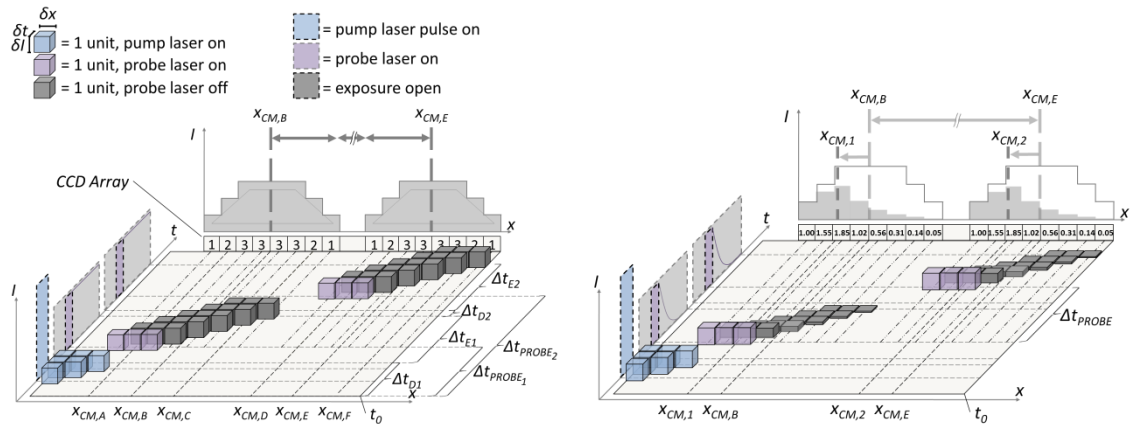 δx
δt
δI
= 1 unit, pump laser on
= 1 unit, probe laser on
= 1 unit, probe laser off
= pump laser pulse on
= probe laser on
= exposure open
I
x_CM,B
x_CM,E
CCD Array
x
t
1 2 3 3 3 3 2 1
1 2 3 3 3 3 2 1
I
Δt_E2
Δt_D2
Δt_E1
Δt_D1
Δt_PROBE_2
Δt_PROBE_1
x
x_CM,A x_CM,B x_CM,C x_CM,D x_CM,E x_CM,F t_0
x_CM,B
x_CM,E
I
x_CM,1
x_CM,2
x
t
1.00 1.55 1.85 1.02 0.56 0.31 0.14 0.05
1.00 1.55 1.85 1.02 0.56 0.31 0.14 0.05
I
Δt_PROBE
x
x_CM,1 x_CM,B x_CM,2 x_CM,E t_0